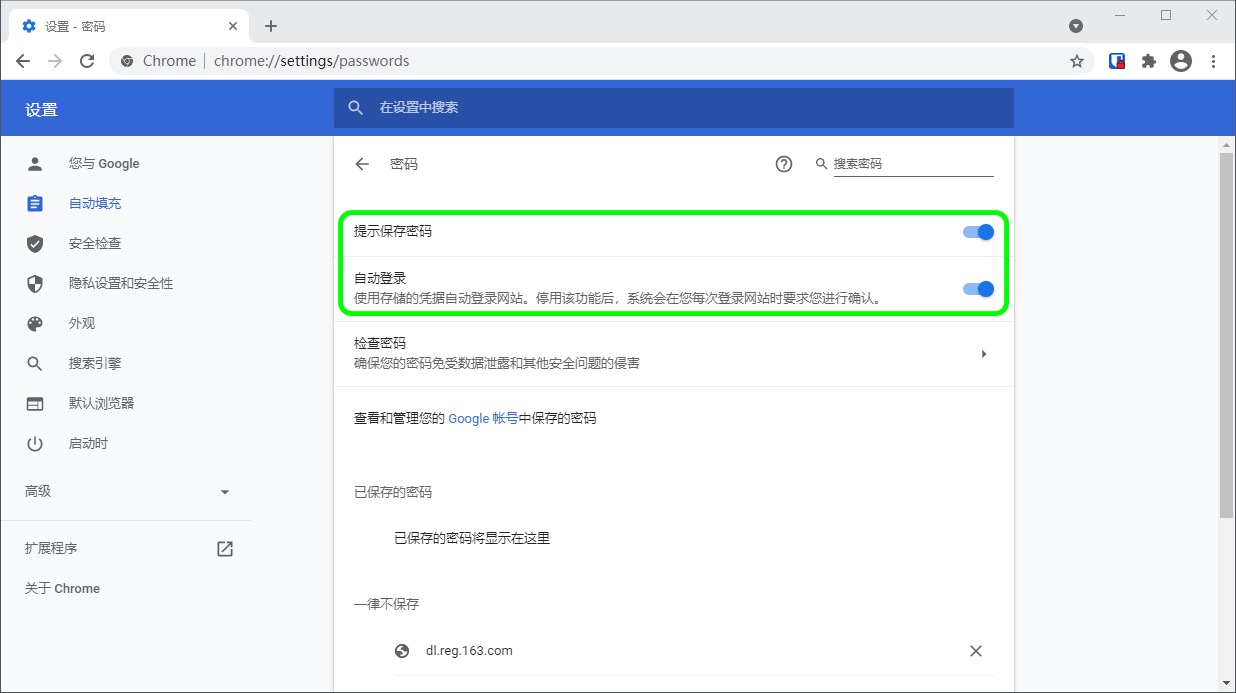 设置 - 密码
Chrome | chrome://settings/passwords
设置
在设置中搜索
您与 Google
自动填充
安全检查
隐私设置和安全性
外观
搜索引擎
默认浏览器
启动时
高级
扩展程序
关于 Chrome
密码
搜索密码
提示保存密码
自动登录
使用存储的凭据自动登录网站。停用该功能后，系统会在您每次登录网站时要求您进行确认。
检查密码
确保您的密码免受数据泄露和其他安全问题的侵害
查看和管理您的 Google 帐号中保存的密码
已保存的密码
已保存的密码将显示在这里
一律不保存
dl.reg.163.com